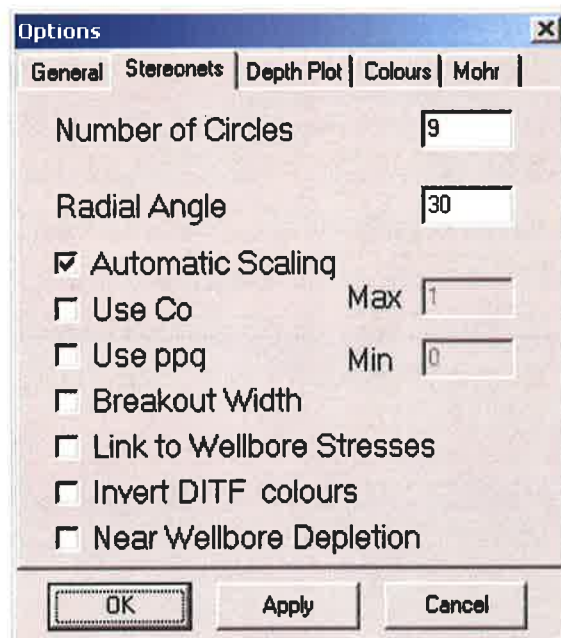 Options
General Stereonets Depth Plot Colours Mohr
Number of Circles 9
Radial Angle 30
Automatic Scaling
Use Co Max 1
Use ppg Min 0
Breakout Width
Link to Wellbore Stresses
Invert DITF colours
Near Wellbore Depletion
OK Apply Cancel